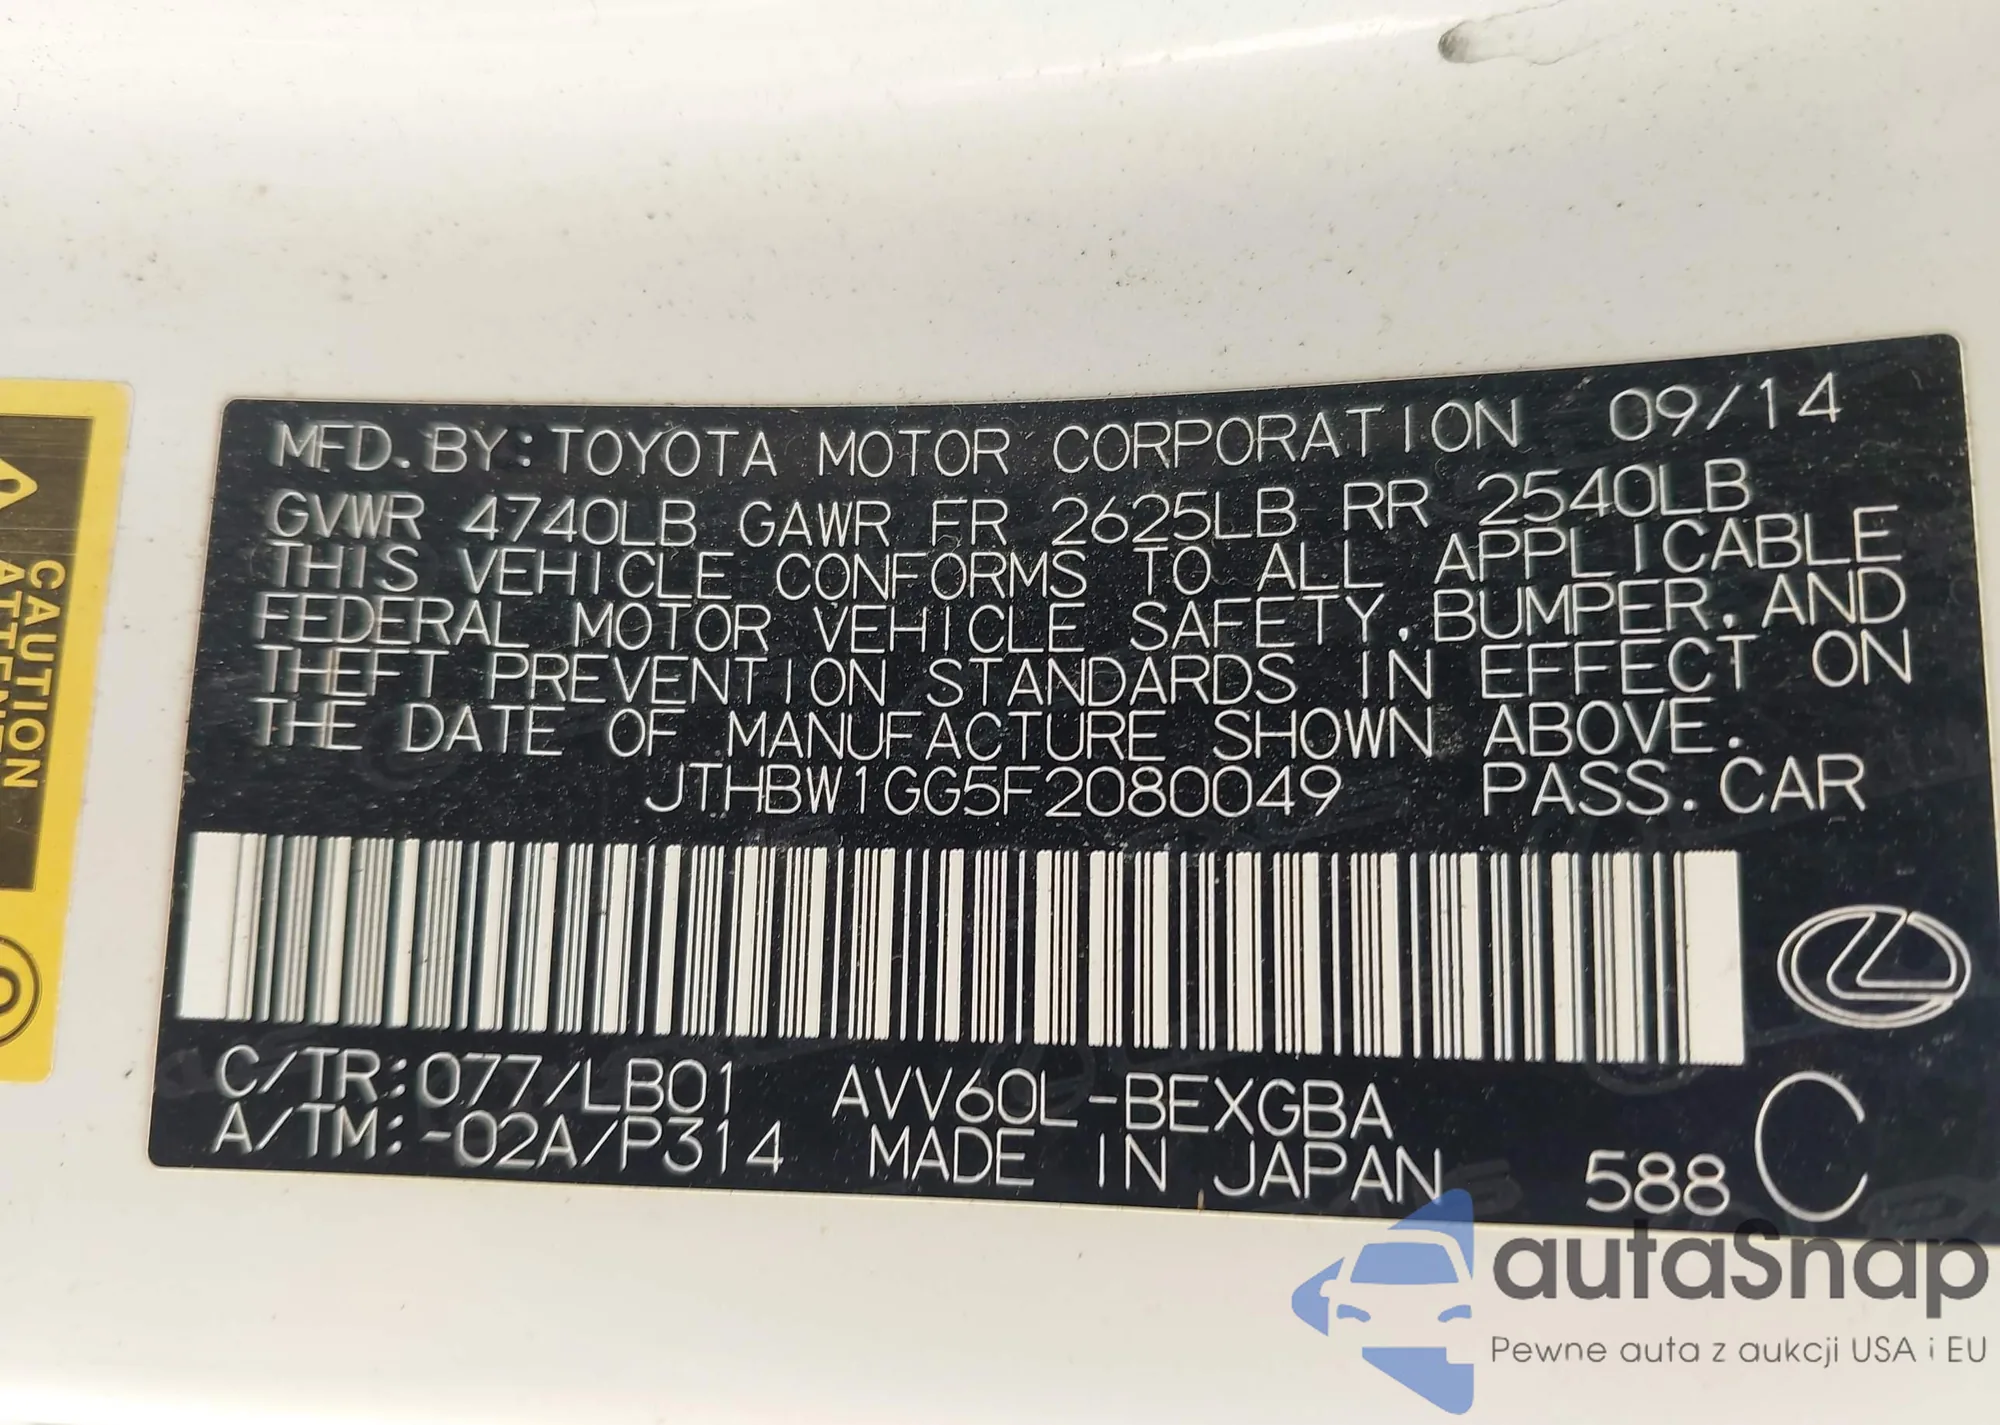 MFD. BY: TOYOTA MOTOR CORPORATION 09/14
GVWR 4740LB GAWR FR 2625LB RR 2540LB
THIS VEHICLE CONFORMS TO ALL APPLICABLE
FEDERAL MOTOR VEHICLE SAFETY, BUMPER, AND
THEFT PREVENTION STANDARDS IN EFFECT ON
THE DATE OF MANUFACTURE SHOWN ABOVE.
JTHBW1GG5F2080049 PASS. CAR
C/TR: 077/LB01 AVV60L-BEXGBA
A/TM: -02A/P314 MADE IN JAPAN 588 C
CAUTION
autaSnap
Pewne auta z aukcji USA i EU